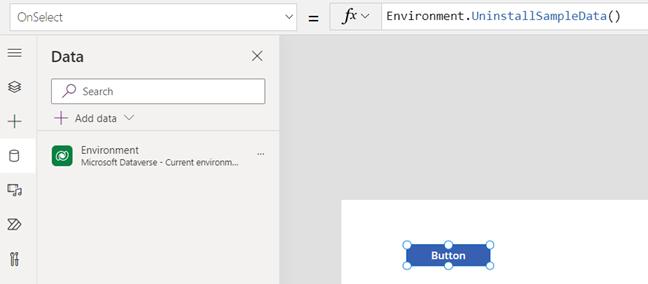 OnSelect
=
fx
Environment.UninstallSampleData()
Data
Search
Add data
Environment
Microsoft Dataverse - Current environm...
...
Button